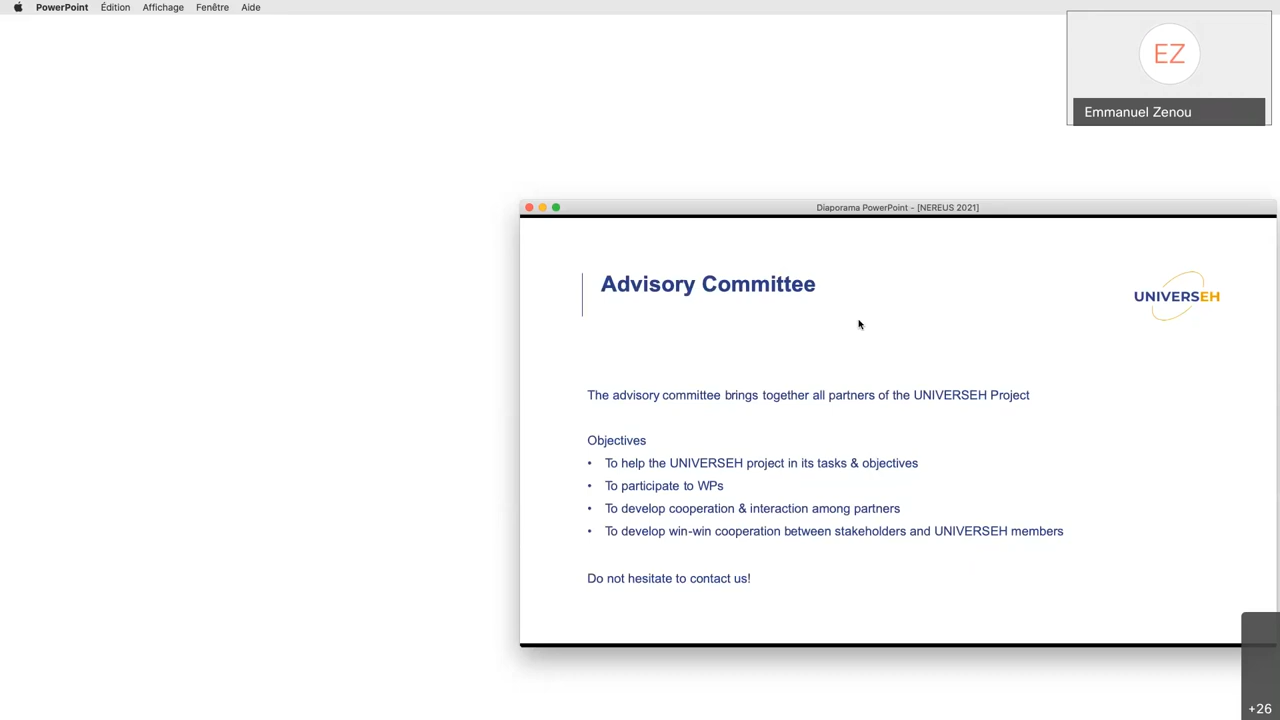 PowerPoint Édition Affichage Fenêtre Aide
EZ
Emmanuel Zenou
Diaporama PowerPoint - [NEREUS 2021]
Advisory Committee
UNIVERSEH
The advisory committee brings together all partners of the UNIVERSEH Project
Objectives
• To help the UNIVERSEH project in its tasks & objectives
• To participate to WPs
• To develop cooperation & interaction among partners
• To develop win-win cooperation between stakeholders and UNIVERSEH members
Do not hesitate to contact us!
+26